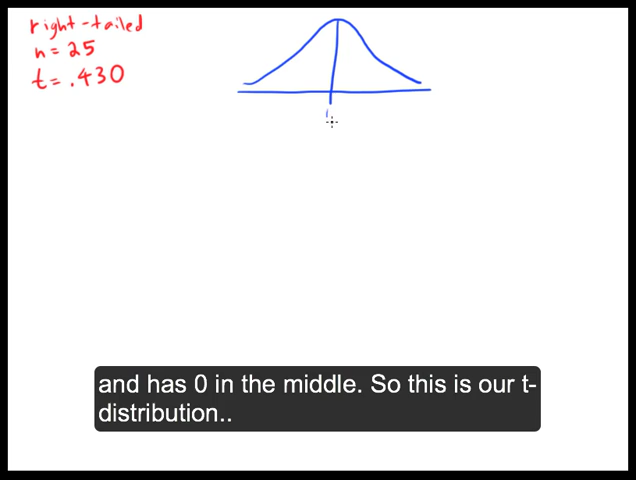 right-tailed
n = 25
t = .430
and has 0 in the middle. So this is our t-
distribution..